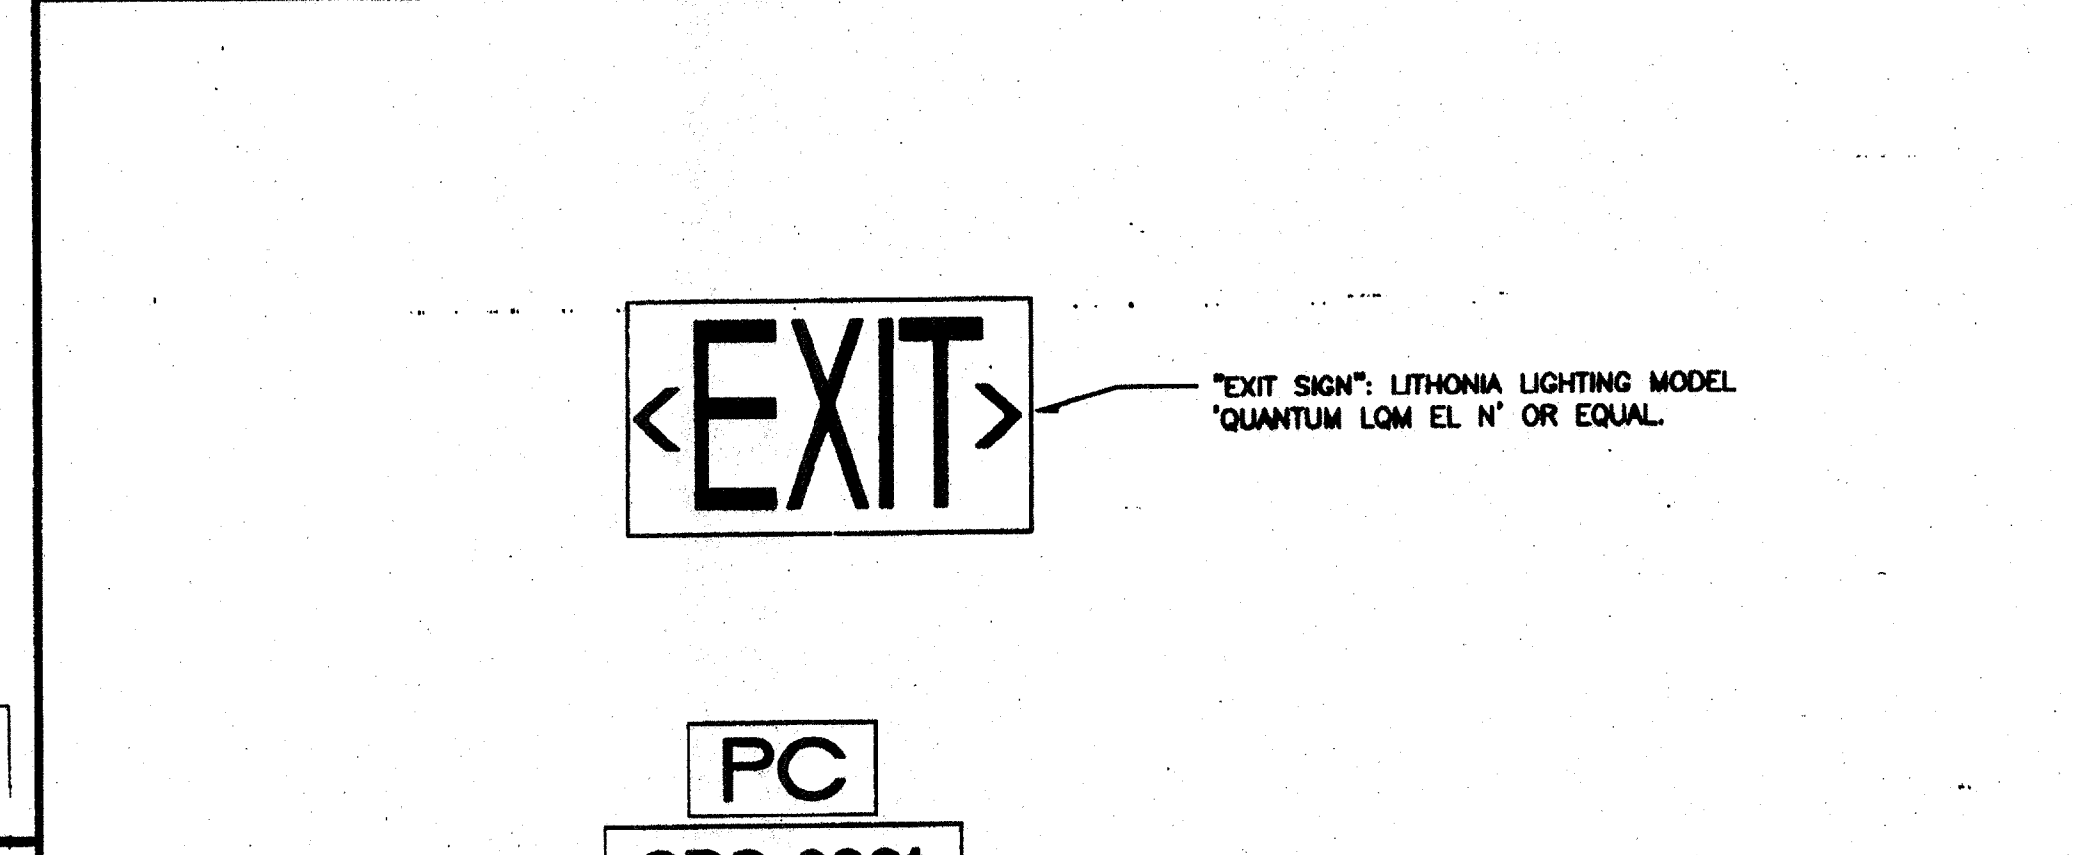 <EXIT>
"EXIT SIGN": LITHONIA LIGHTING MODEL
'QUANTUM LQM EL N' OR EQUAL.
PC